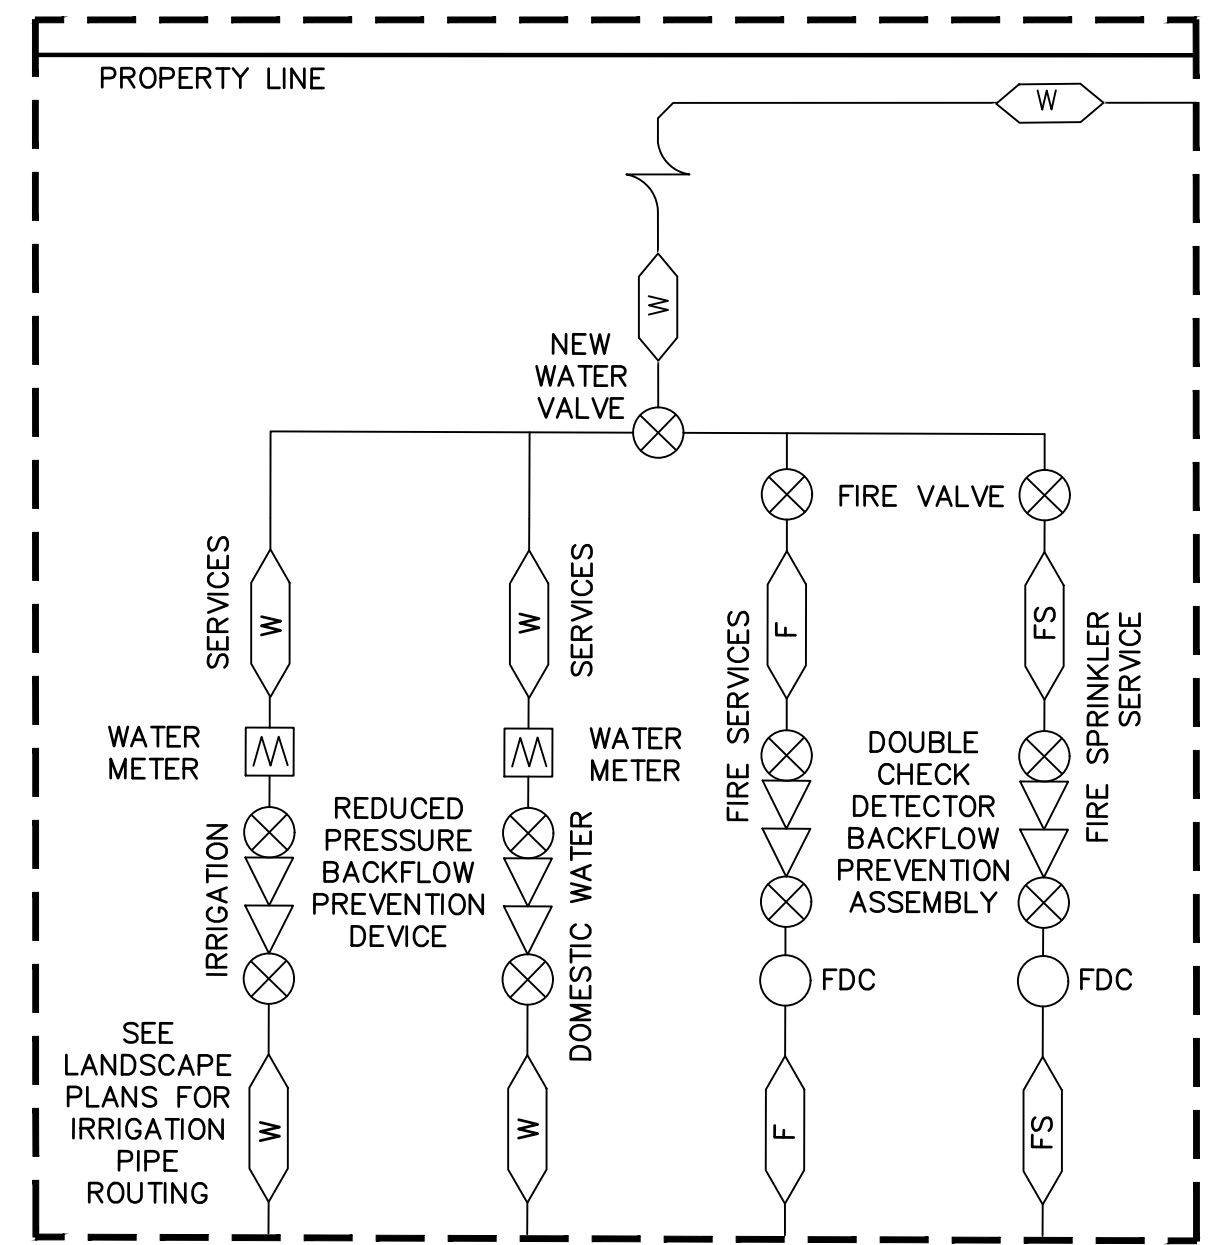 PROPERTY LINE
W
W
NEW
WATER
VALVE
FIRE VALVE
SERVICES
W
W
SERVICES
FIRE SERVICES
F
FS
FIRE SPRINKLER
SERVICE
WATER
METER
WATER
METER
DOUBLE
CHECK
DETECTOR
BACKFLOW
PREVENTION
ASSEMBLY
IRRIGATION
REDUCED
PRESSURE
BACKFLOW
PREVENTION
DEVICE
DOMESTIC WATER
FDC
FDC
SEE
LANDSCAPE
PLANS FOR
IRRIGATION
PIPE
ROUTING
W
W
F
FS